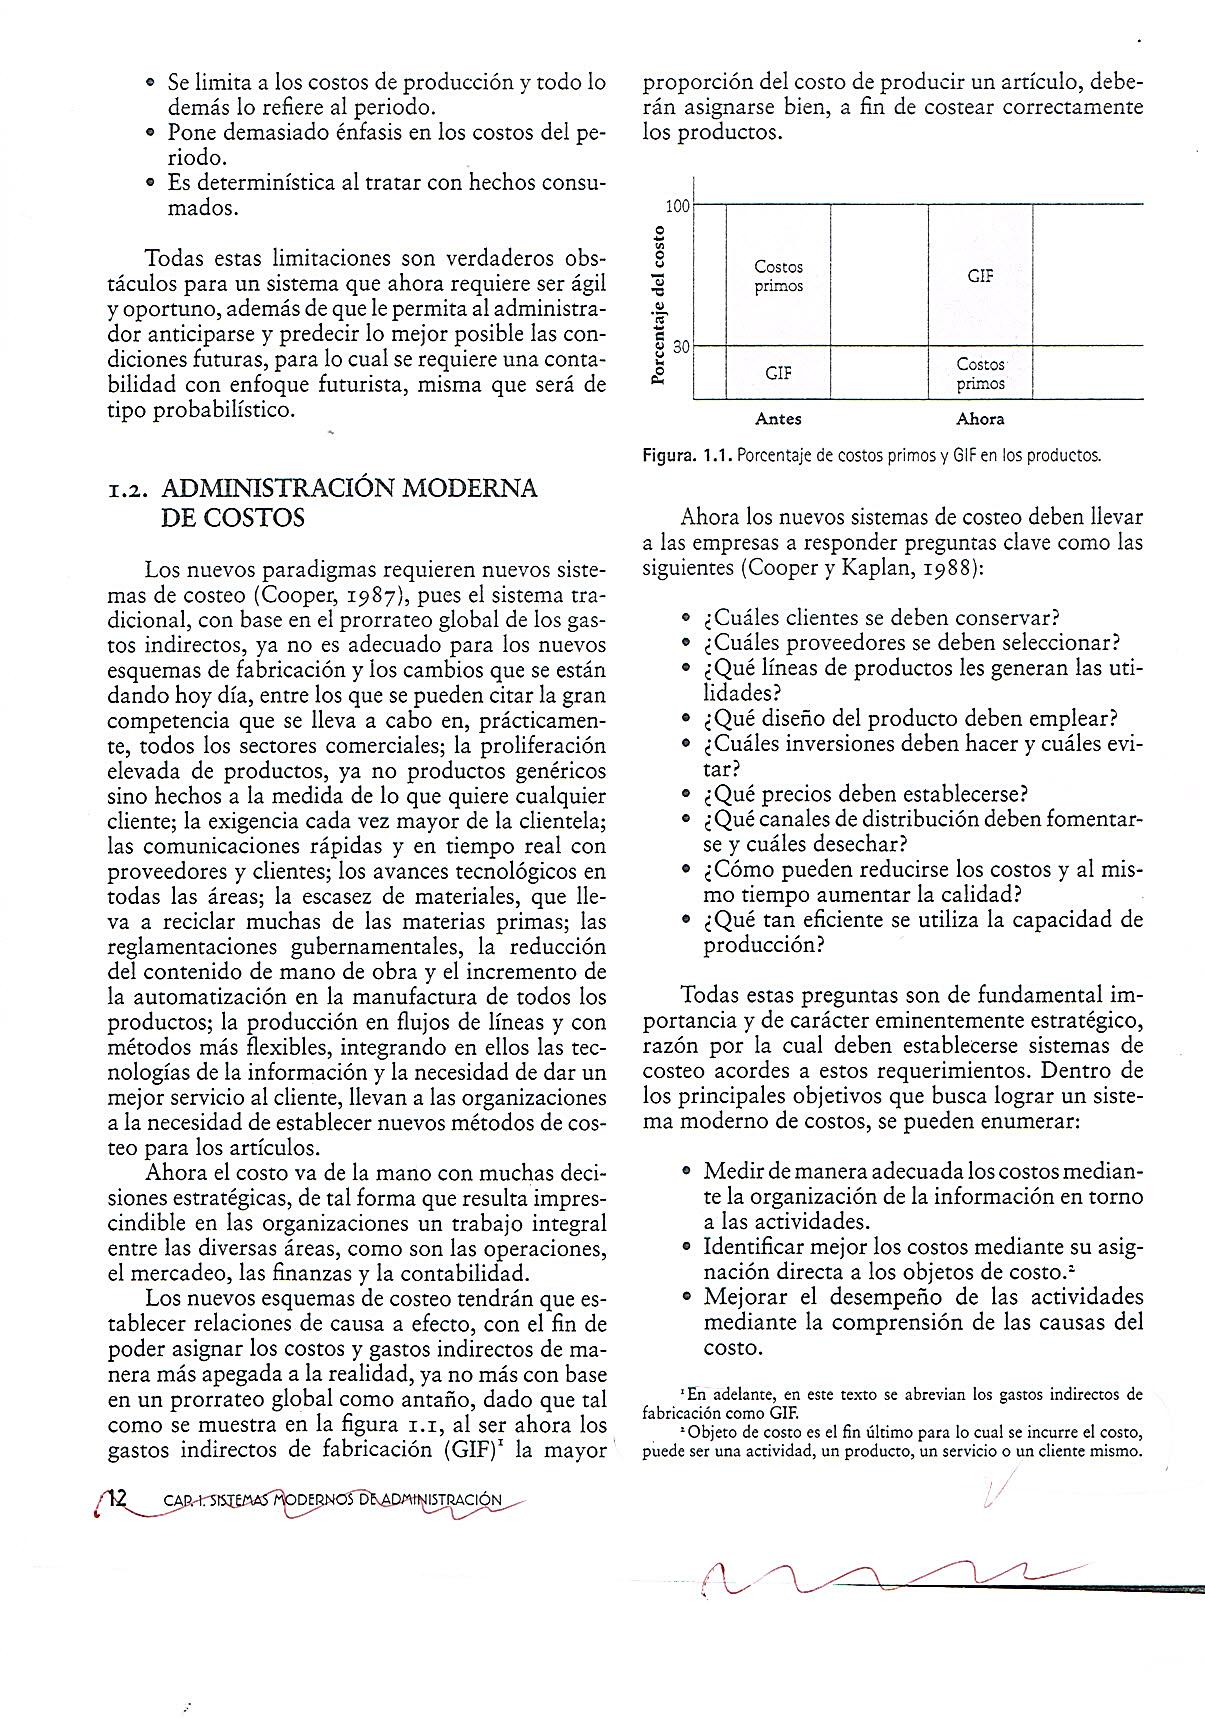 • Se limita a los costos de producción y todo lo
demás lo refiere al periodo.
• Pone demasiado énfasis en los costos del pe-
riodo.
• Es determinística al tratar con hechos consu-
mados.
Todas estas limitaciones son verdaderos obs-
táculos para un sistema que ahora requiere ser ágil
y oportuno, además de que le permita al administra-
dor anticiparse y predecir lo mejor posible las con-
diciones futuras, para lo cual se requiere una conta-
bilidad con enfoque futurista, misma que será de
tipo probabilístico.
1.2. ADMINISTRACIÓN MODERNA
DE COSTOS
Los nuevos paradigmas requieren nuevos siste-
mas de costeo (Cooper, 1987), pues el sistema tra-
dicional, con base en el prorrateo global de los gas-
tos indirectos, ya no es adecuado para los nuevos
esquemas de fabricación y los cambios que se están
dando hoy día, entre los que se pueden citar la gran
competencia que se lleva a cabo en, prácticamen-
te, todos los sectores comerciales; la proliferación
elevada de productos, ya no productos genéricos
sino hechos a la medida de lo que quiere cualquier
cliente; la exigencia cada vez mayor de la clientela;
las comunicaciones rápidas y en tiempo real con
proveedores y clientes; los avances tecnológicos en
todas las áreas; la escasez de materiales, que lle-
va a reciclar muchas de las materias primas; las
reglamentaciones gubernamentales, la reducción
del contenido de mano de obra y el incremento de
la automatización en la manufactura de todos los
productos; la producción en flujos de líneas y con
métodos más flexibles, integrando en ellos las tec-
nologías de la información y la necesidad de dar un
mejor servicio al cliente, llevan a las organizaciones
a la necesidad de establecer nuevos métodos de cos-
teo para los artículos.
Ahora el costo va de la mano con muchas deci-
siones estratégicas, de tal forma que resulta impres-
cindible en las organizaciones un trabajo integral
entre las diversas áreas, como son las operaciones,
el mercadeo, las finanzas y la contabilidad.
Los nuevos esquemas de costeo tendrán que es-
tablecer relaciones de causa a efecto, con el fin de
poder asignar los costos y gastos indirectos de ma-
nera más apegada a la realidad, ya no más con base
en un prorrateo global como antaño, dado que tal
como se muestra en la figura 1.1, al ser ahora los
gastos indirectos de fabricación (GIF)¹ la mayor
12 CAP. 1. SISTEMAS MODERNOS DE ADMINISTRACIÓN
proporción del costo de producir un artículo, debe-
rán asignarse bien, a fin de costear correctamente
los productos.
Porcentaje del costo
100
30
Costos
primos
GIF
GIF
Costos
primos
Antes
Ahora
Figura. 1.1. Porcentaje de costos primos y GIF en los productos.
Ahora los nuevos sistemas de costeo deben llevar
a las empresas a responder preguntas clave como las
siguientes (Cooper y Kaplan, 1988):
• ¿Cuáles clientes se deben conservar?
• ¿Cuáles proveedores se deben seleccionar?
• ¿Qué líneas de productos les generan las uti-
lidades?
• ¿Qué diseño del producto deben emplear?
• ¿Cuáles inversiones deben hacer y cuáles evi-
tar?
• ¿Qué precios deben establecerse?
• ¿Qué canales de distribución deben fomentar-
se y cuáles desechar?
• ¿Cómo pueden reducirse los costos y al mis-
mo tiempo aumentar la calidad?
• ¿Qué tan eficiente se utiliza la capacidad de
producción?
Todas estas preguntas son de fundamental im-
portancia y de carácter eminentemente estratégico,
razón por la cual deben establecerse sistemas de
costeo acordes a estos requerimientos. Dentro de
los principales objetivos que busca lograr un siste-
ma moderno de costos, se pueden enumerar:
• Medir de manera adecuada los costos median-
te la organización de la información en torno
a las actividades.
• Identificar mejor los costos mediante su asig-
nación directa a los objetos de costo.²
• Mejorar el desempeño de las actividades
mediante la comprensión de las causas del
costo.
¹ En adelante, en este texto se abrevian los gastos indirectos de
fabricación como GIF.
² Objeto de costo es el fin último para lo cual se incurre el costo,
puede ser una actividad, un producto, un servicio o un cliente mismo.